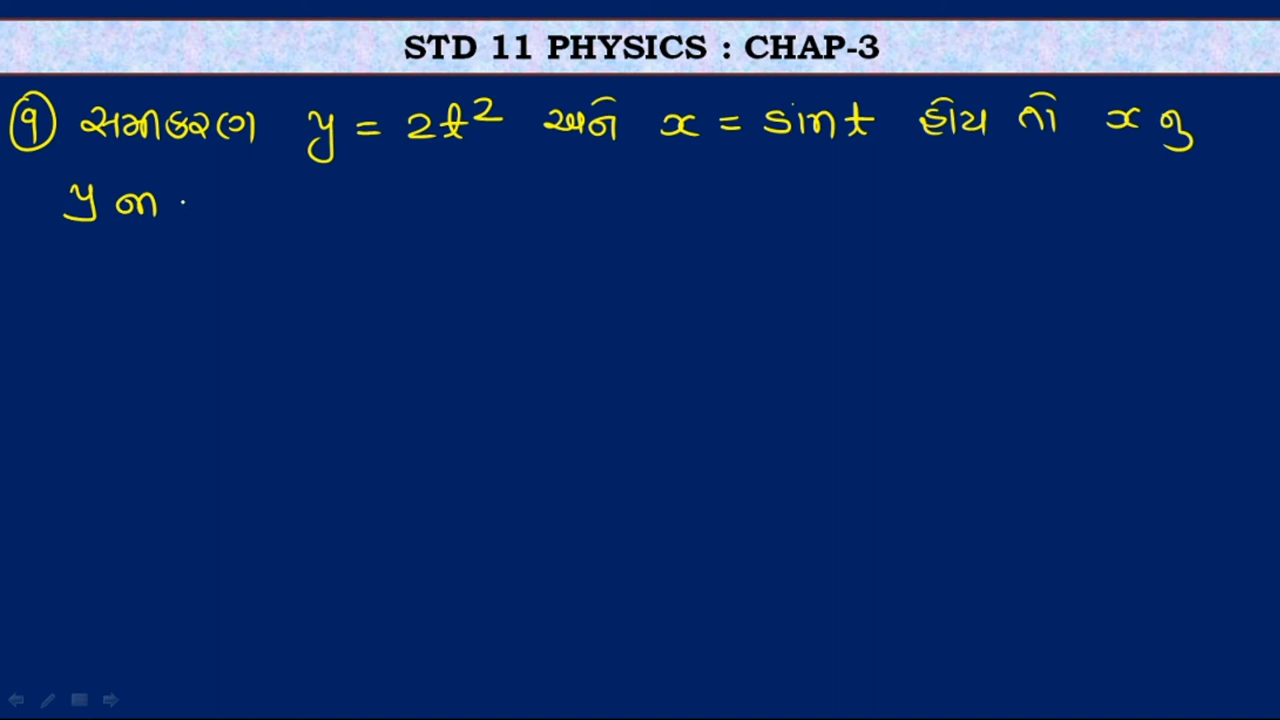 STD 11 PHYSICS : CHAP-3
૧ સમીકરણ y = 2t² અને x = sint હોય તો x નુ
y ના